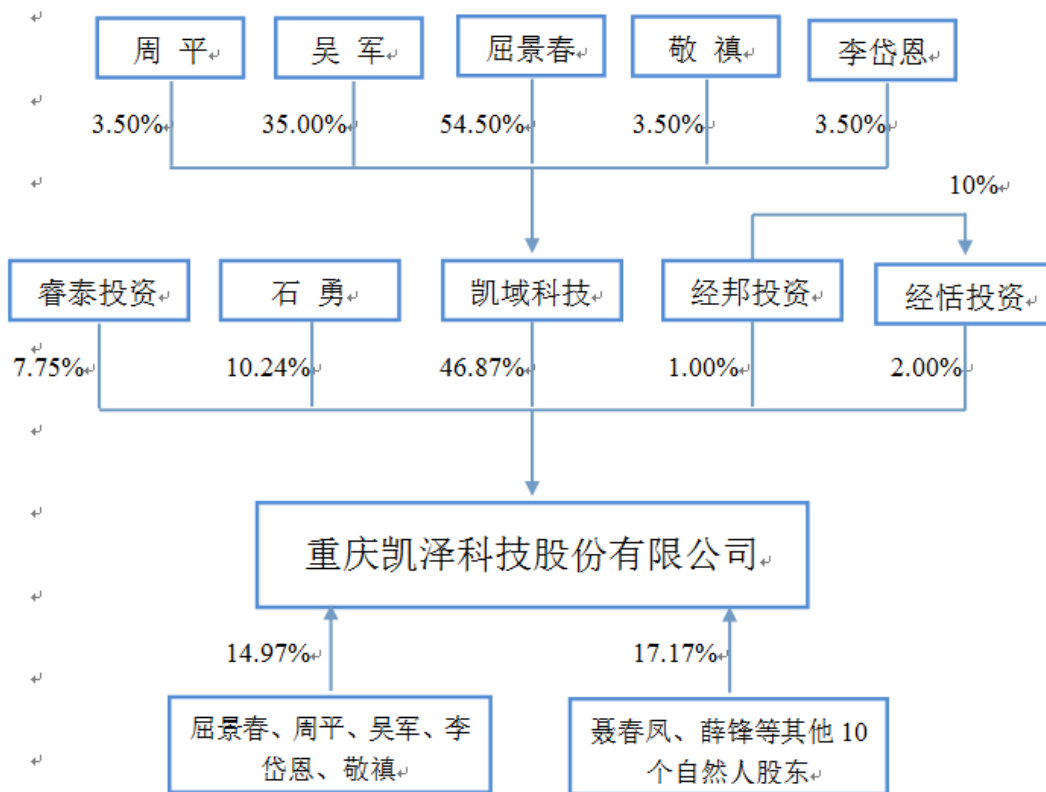 周 平
吴 军
屈景春
敬 禛
李岱恩
3.50%
35.00%
54.50%
3.50%
3.50%
10%
睿泰投资
石 勇
凯域科技
经邦投资
经恬投资
7.75%
10.24%
46.87%
1.00%
2.00%
重庆凯泽科技股份有限公司
14.97%
17.17%
屈景春、周平、吴军、李
岱恩、敬禛
聂春凤、薛锋等其他 10
个自然人股东